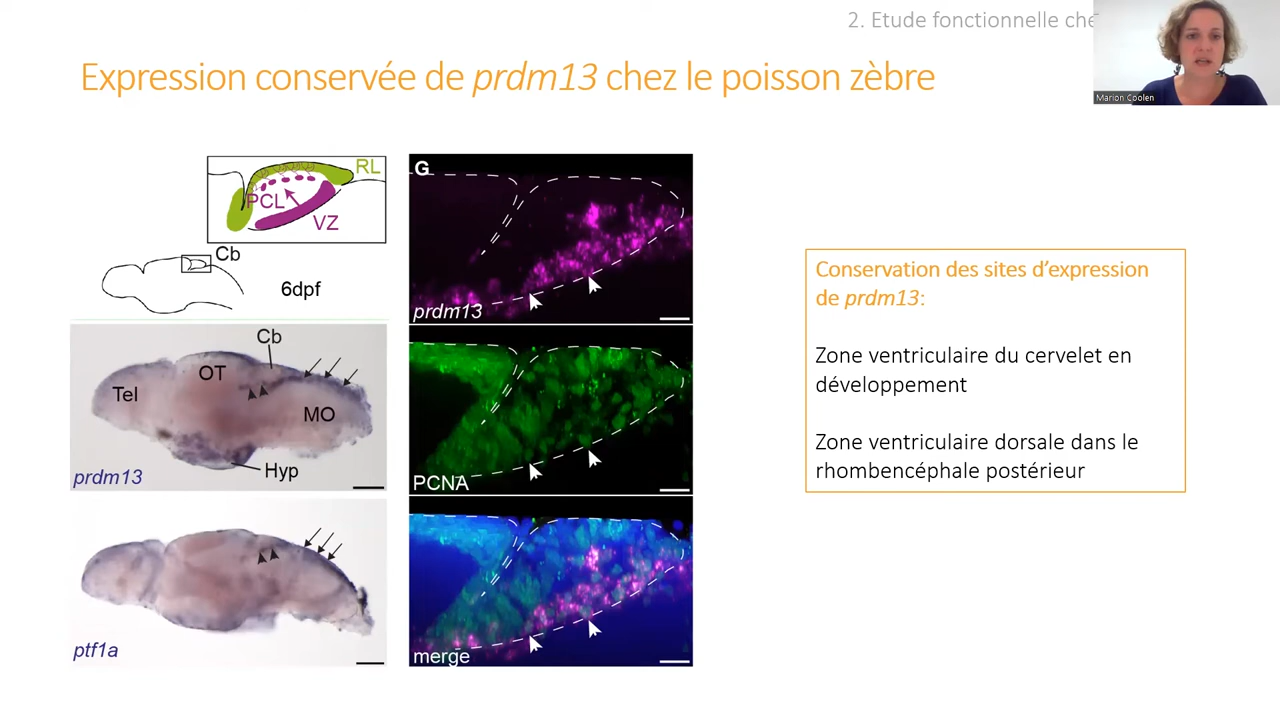 2. Etude fonctionnelle che
Marion Coolen
Expression conservée de prdm13 chez le poisson zèbre
RL
PCL
VZ
Cb
6dpf
Cb
OT
Tel
MO
Hyp
prdm13
ptf1a
G
prdm13
PCNA
merge
Conservation des sites d’expression
de prdm13:
Zone ventriculaire du cervelet en
développement
Zone ventriculaire dorsale dans le
rhombencéphale postérieur